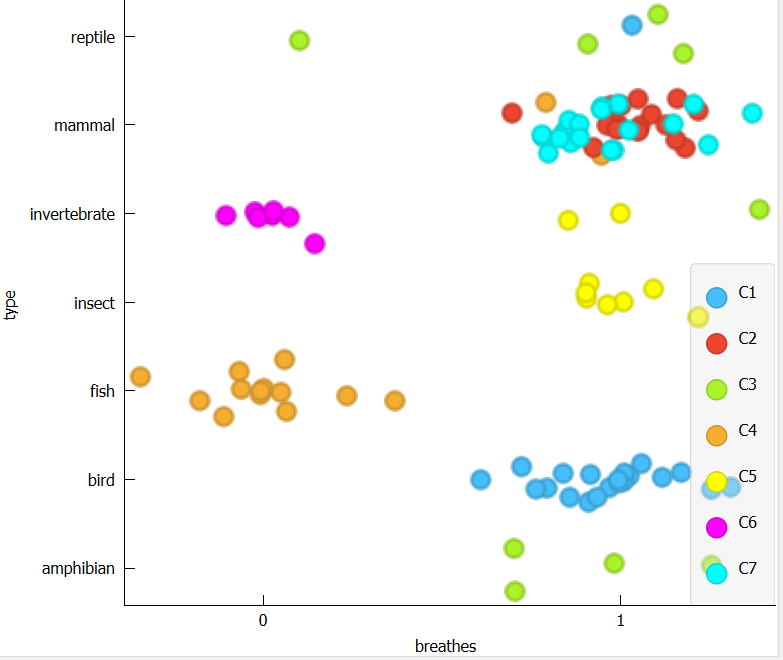 reptile
mammal
invertebrate
insect
fish
bird
amphibian
type
0
1
breathes
C1
C2
C3
C4
C5
C6
C7